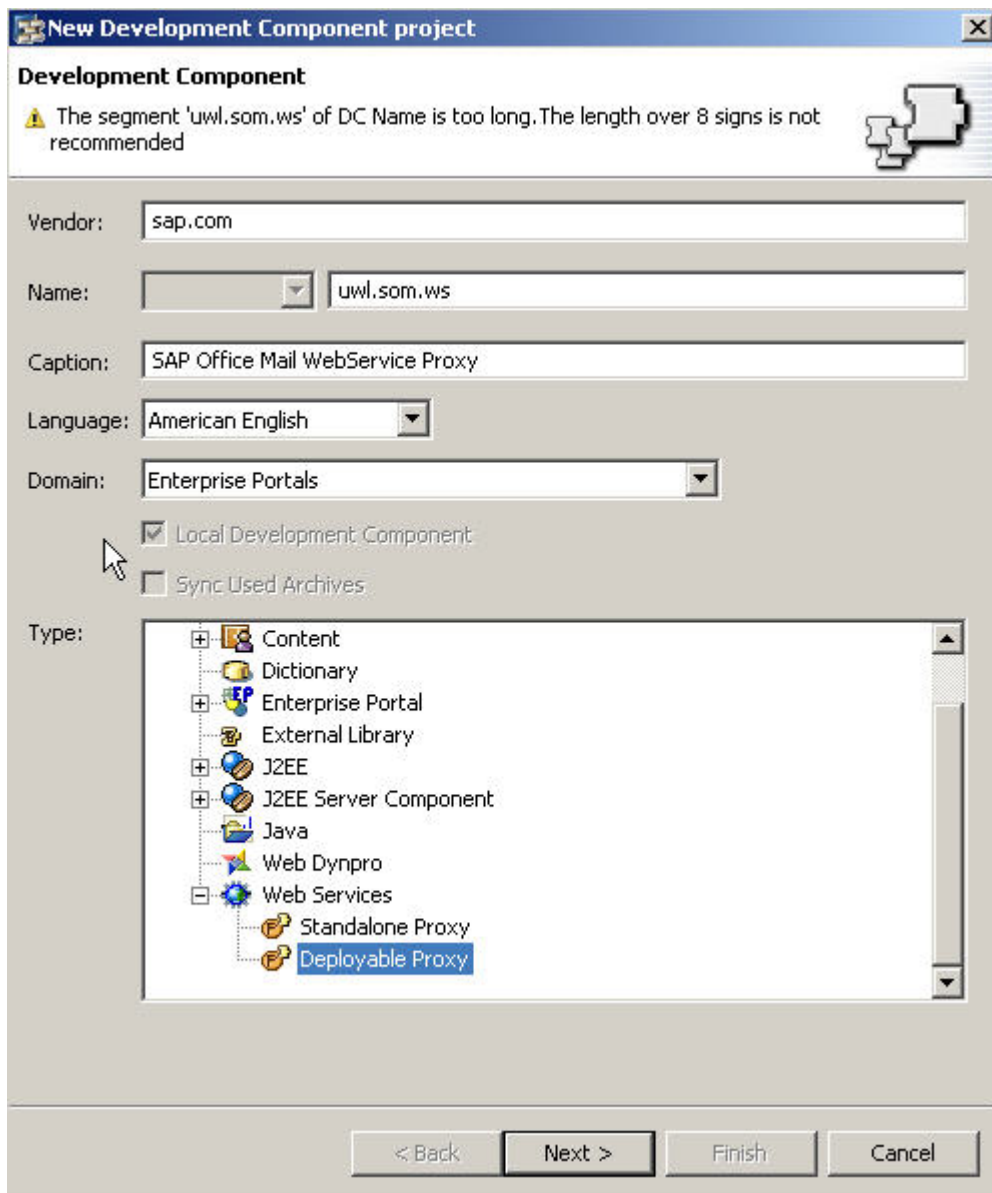 New Development Component project
Development Component
The segment 'uwl.som.ws' of DC Name is too long.The length over 8 signs is not
recommended
Vendor: sap.com
Name: uwl.som.ws
Caption: SAP Office Mail WebService Proxy
Language: American English
Domain: Enterprise Portals
Local Development Component
Sync Used Archives
Type:
Content
Dictionary
Enterprise Portal
External Library
J2EE
J2EE Server Component
Java
Web Dynpro
Web Services
Standalone Proxy
Deployable Proxy
< Back Next > Finish Cancel